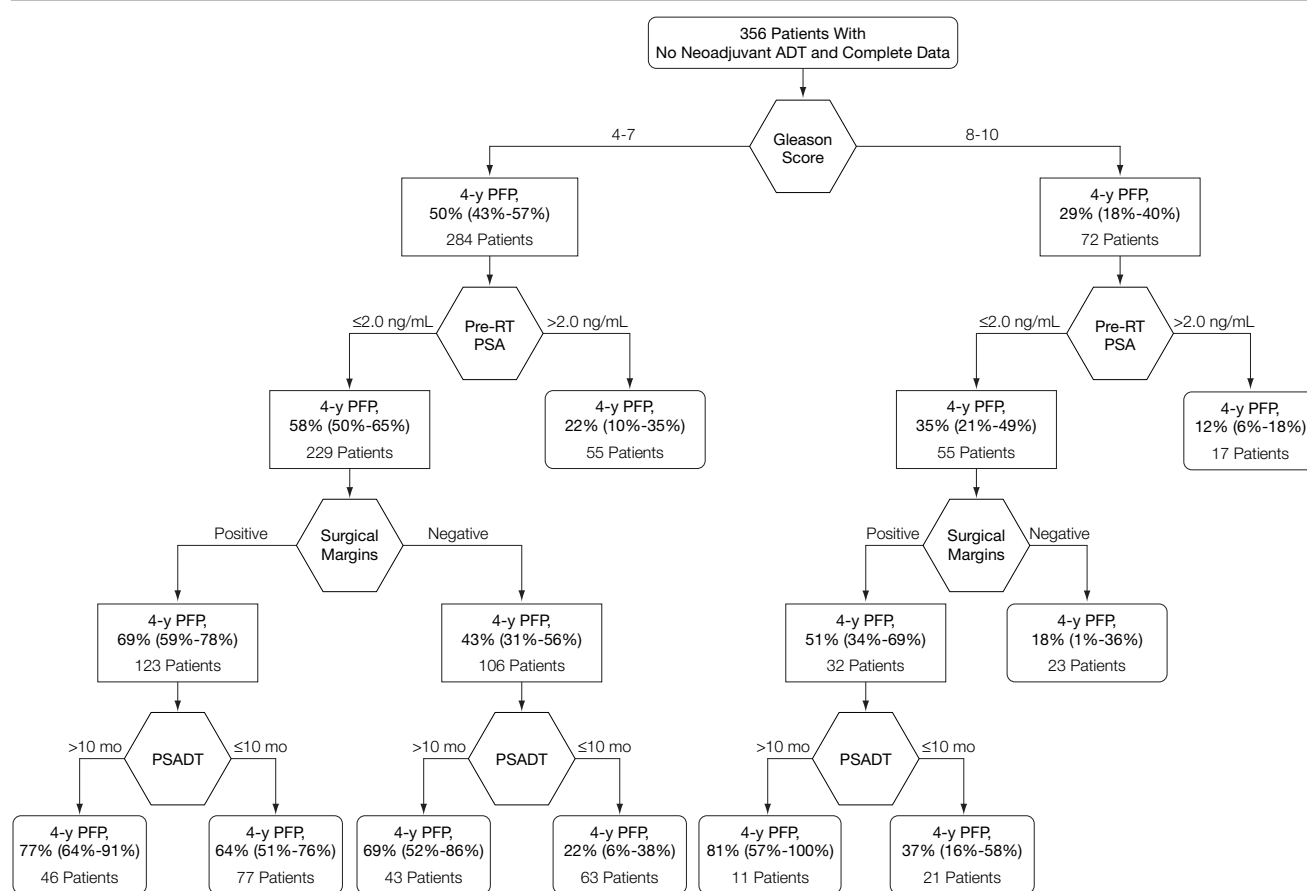 356 Patients With
No Neoadjuvant ADT and Complete Data
Gleason
Score
4-7
8-10
4-y PFP,
50% (43%-57%)
284 Patients
4-y PFP,
29% (18%-40%)
72 Patients
Pre-RT
PSA
≤2.0 ng/mL
>2.0 ng/mL
Pre-RT
PSA
≤2.0 ng/mL
>2.0 ng/mL
4-y PFP,
58% (50%-65%)
229 Patients
4-y PFP,
22% (10%-35%)
55 Patients
4-y PFP,
35% (21%-49%)
55 Patients
4-y PFP,
12% (6%-18%)
17 Patients
Surgical
Margins
Positive
Negative
Surgical
Margins
Positive
Negative
4-y PFP,
69% (59%-78%)
123 Patients
4-y PFP,
43% (31%-56%)
106 Patients
4-y PFP,
51% (34%-69%)
32 Patients
4-y PFP,
18% (1%-36%)
23 Patients
>10 mo
PSADT
≤10 mo
>10 mo
PSADT
≤10 mo
>10 mo
PSADT
≤10 mo
4-y PFP,
77% (64%-91%)
46 Patients
4-y PFP,
64% (51%-76%)
77 Patients
4-y PFP,
69% (52%-86%)
43 Patients
4-y PFP,
22% (6%-38%)
63 Patients
4-y PFP,
81% (57%-100%)
11 Patients
4-y PFP,
37% (16%-58%)
21 Patients